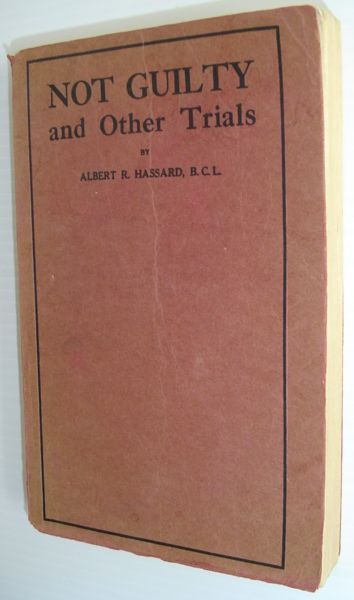 NOT GUILTY
and Other Trials
BY
ALBERT R. HASSARD, B.C.L.